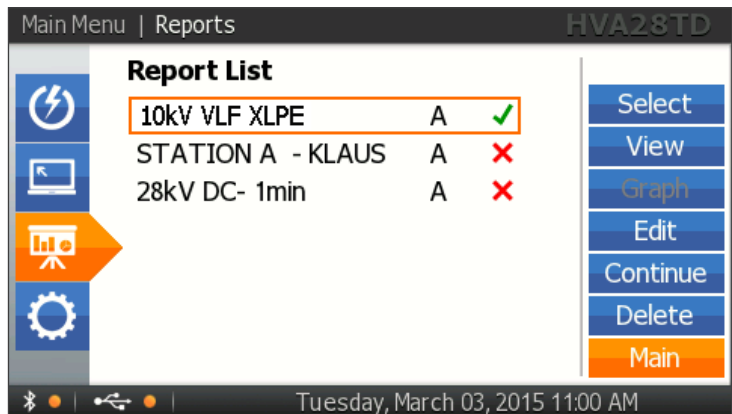 Main Menu | Reports
HVA28TD
Report List
10kV VLF XLPE A
STATION A - KLAUS A
28kV DC- 1min A
Select
View
Graph
Edit
Continue
Delete
Main
Tuesday, March 03, 2015 11:00 AM